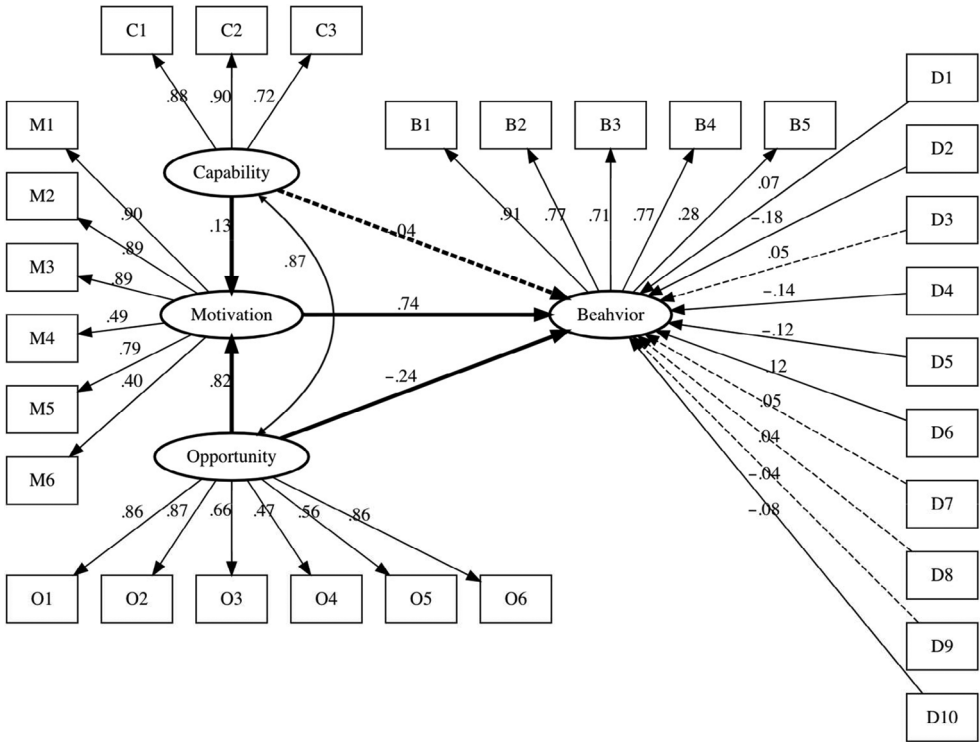 C1 C2 C3
D1
M1 B1 B2 B3 B4 B5
.88 .90 .72
D2
Capability
.07
M2
.90 .13 .04 .91 .77 .71 .77 .28 −.18 D3
.89
.87 .05
M3
.89 −.14 D4
.49 Motivation .74 Beahvior
−.12
M4
.79 D5
.12
.40 .82 −.24
.05
M5 D6
.04
Opportunity
M6 −.04
D7
.86 .87 .66 .47 .56 .86 −.08
D8
O1 O2 O3 O4 O5 O6
D9
D10